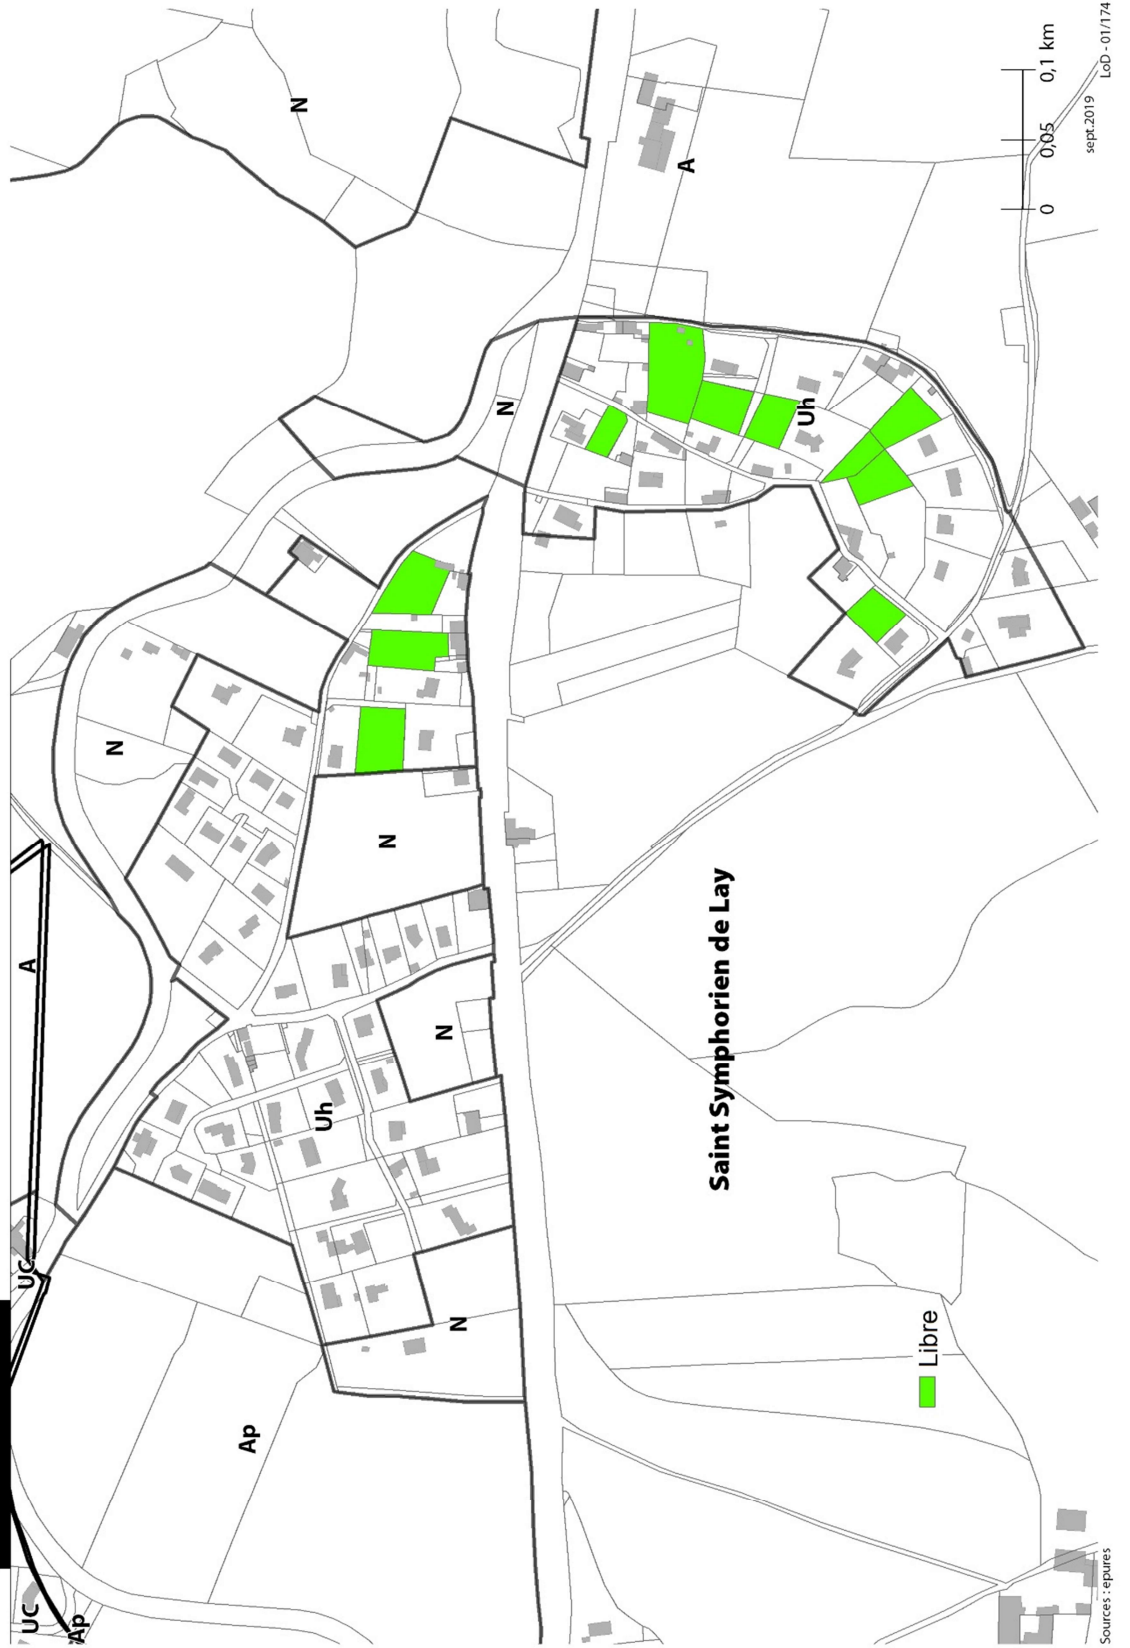 UC
UC
A
Ap
N
Ap
N
Uh
N
N
N
N
A
Saint Symphorien de Lay
Uh
Libre
0 0,05 0,1 km
sept.2019
Sources : epures
LoD - 01/174